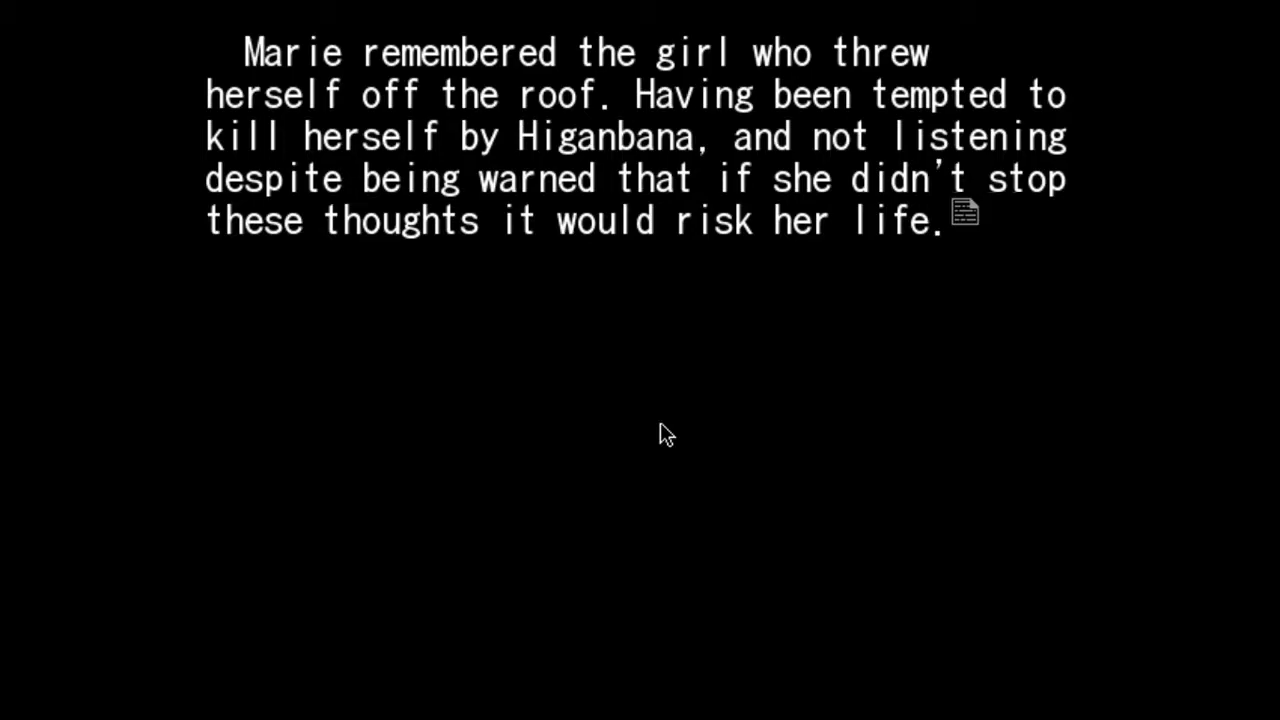 Marie remembered the girl who threw
herself off the roof. Having been tempted to
kill herself by Higanbana, and not listening
despite being warned that if she didn't stop
these thoughts it would risk her life.